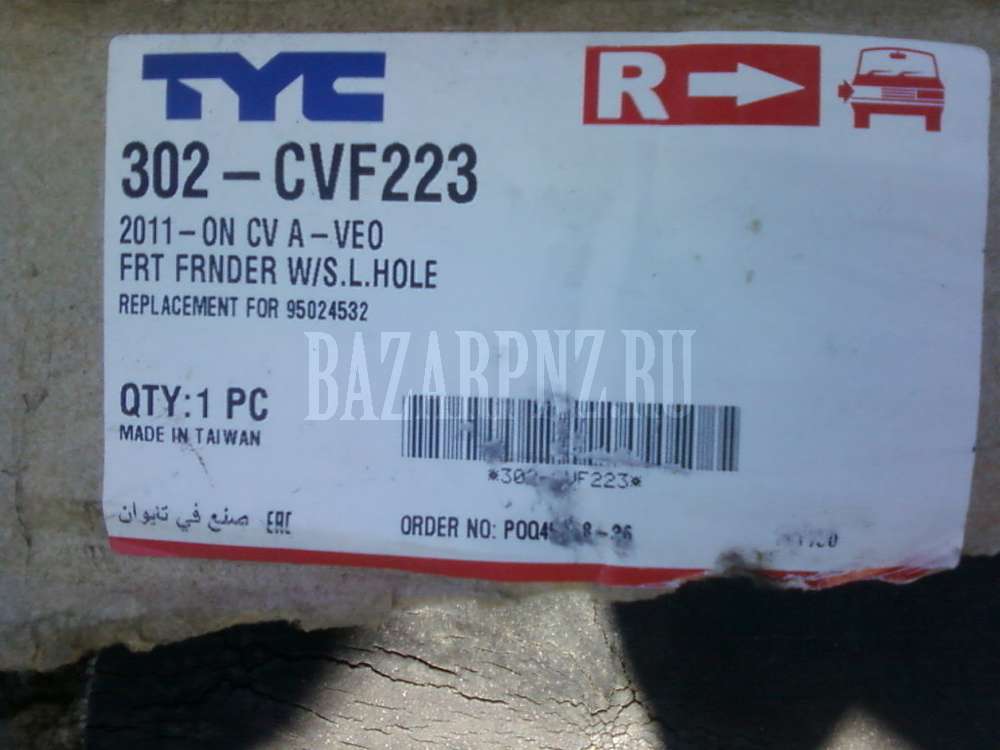 TYC
R
302-CVF223
2011-ON CV A-VEO
FRT FRNDER W/S.L.HOLE
REPLACEMENT FOR 95024532
BAZARPNZ.RU
QTY:1 PC
MADE IN TAIWAN
صنع في تايوان EAC
ORDER NO: